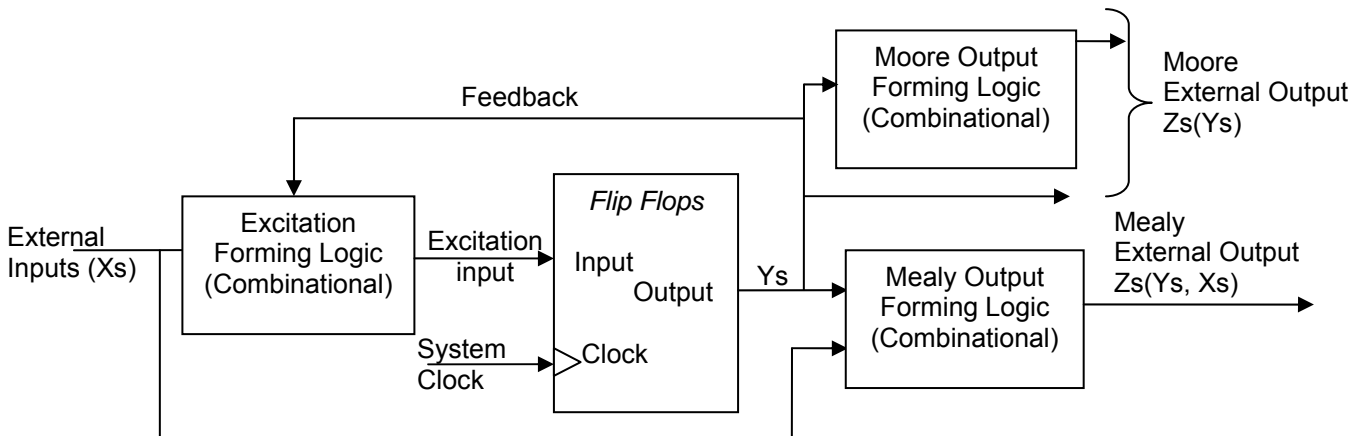 Moore Output
Forming Logic
(Combinational)
Moore
External Output
Zs(Ys)
Feedback
Flip Flops
Input
Output
Clock
External
Inputs (Xs)
Excitation
Forming Logic
(Combinational)
Excitation
input
System
Clock
Ys
Mealy Output
Forming Logic
(Combinational)
Mealy
External Output
Zs(Ys, Xs)